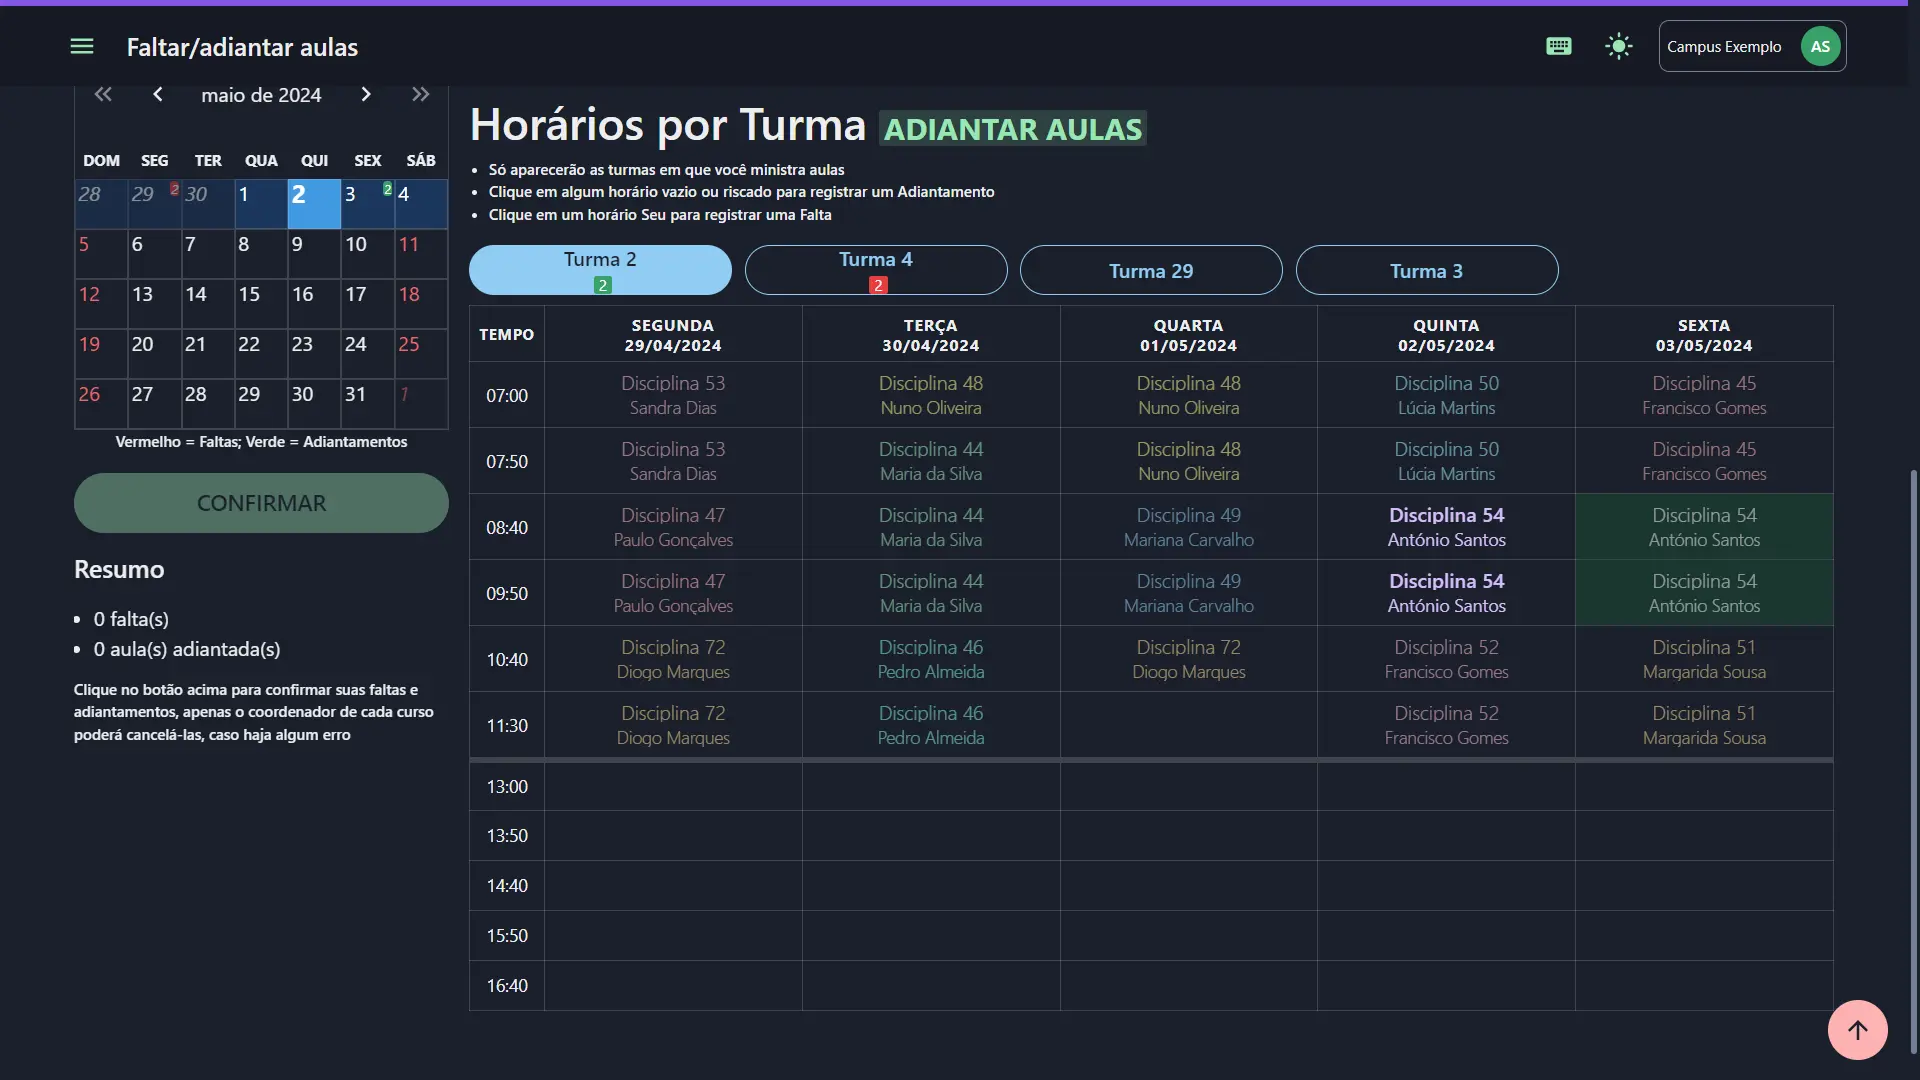 Faltar/adiantar aulas
Campus Exemplo
AS
maio de 2024
DOM SEG TER QUA QUI SEX SÁB
28 29 2 30 1 2 3 2 4
5 6 7 8 9 10 11
12 13 14 15 16 17 18
19 20 21 22 23 24 25
26 27 28 29 30 31 1
Vermelho = Faltas; Verde = Adiantamentos
CONFIRMAR
Resumo
• 0 falta(s)
• 0 aula(s) adiantada(s)
Clique no botão acima para confirmar suas faltas e
adiantamentos, apenas o coordenador de cada curso
poderá cancelá-las, caso haja algum erro
Horários por Turma ADIANTAR AULAS
• Só aparecerão as turmas em que você ministra aulas
• Clique em algum horário vazio ou riscado para registrar um Adiantamento
• Clique em um horário Seu para registrar uma Falta
Turma 2 Turma 4 Turma 29 Turma 3
2 2
TEMPO SEGUNDA TERÇA QUARTA QUINTA SEXTA
29/04/2024 30/04/2024 01/05/2024 02/05/2024 03/05/2024
07:00 Disciplina 53 Disciplina 48 Disciplina 48 Disciplina 50 Disciplina 45
Sandra Dias Nuno Oliveira Nuno Oliveira Lúcia Martins Francisco Gomes
07:50 Disciplina 53 Disciplina 44 Disciplina 48 Disciplina 50 Disciplina 45
Sandra Dias Maria da Silva Nuno Oliveira Lúcia Martins Francisco Gomes
08:40 Disciplina 47 Disciplina 44 Disciplina 49 Disciplina 54 Disciplina 54
Paulo Gonçalves Maria da Silva Mariana Carvalho António Santos António Santos
09:50 Disciplina 47 Disciplina 44 Disciplina 49 Disciplina 54 Disciplina 54
Paulo Gonçalves Maria da Silva Mariana Carvalho António Santos António Santos
10:40 Disciplina 72 Disciplina 46 Disciplina 72 Disciplina 52 Disciplina 51
Diogo Marques Pedro Almeida Diogo Marques Francisco Gomes Margarida Sousa
11:30 Disciplina 72 Disciplina 46 Disciplina 52 Disciplina 51
Diogo Marques Pedro Almeida Francisco Gomes Margarida Sousa
13:00
13:50
14:40
15:50
16:40